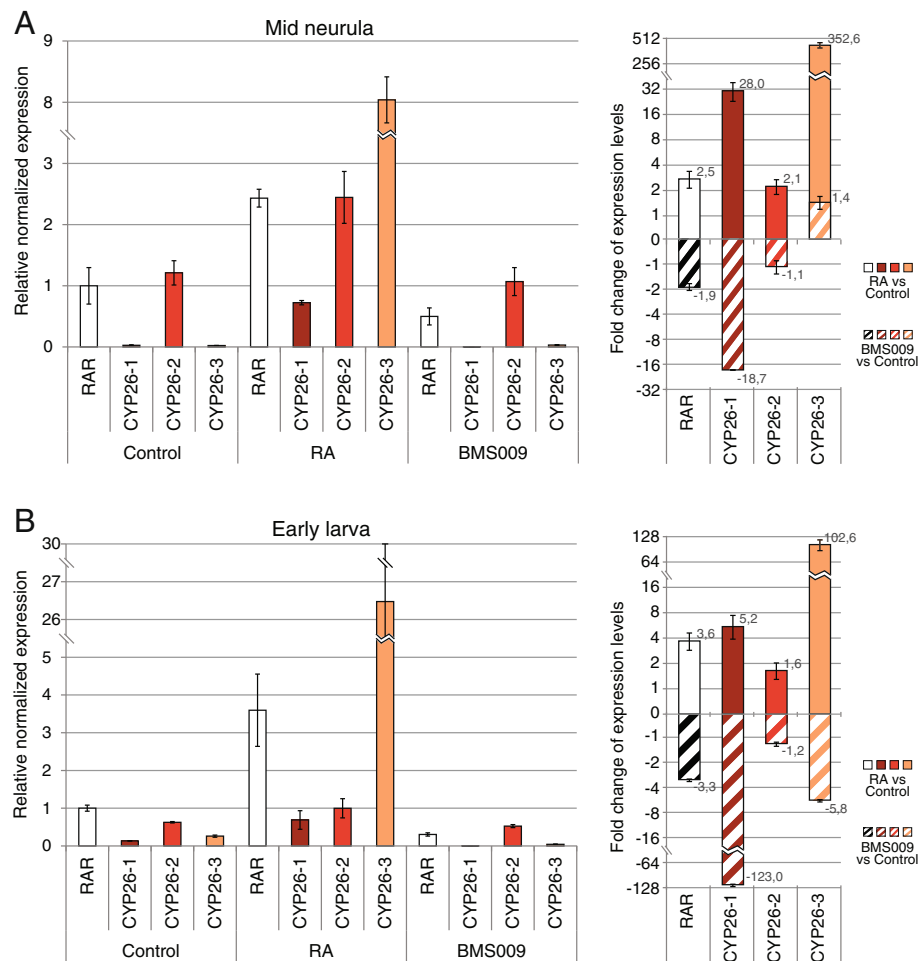 A
Mid neurula
Relative normalized expression
9
8
3
2
1
0
RAR
CYP26-1
CYP26-2
CYP26-3
RAR
CYP26-1
CYP26-2
CYP26-3
RAR
CYP26-1
CYP26-2
CYP26-3
Control
RA
BMS009
Fold change of expression levels
512
256
32
16
8
4
2
1
0
-1
-2
-4
-8
-16
-32
2,5
28,0
2,1
352,6
1,4
-1,9
-18,7
-1,1
RAR
CYP26-1
CYP26-2
CYP26-3
RA vs
Control
BMS009
vs Control
B
Early larva
Relative normalized expression
30
27
26
5
4
3
2
1
0
RAR
CYP26-1
CYP26-2
CYP26-3
RAR
CYP26-1
CYP26-2
CYP26-3
RAR
CYP26-1
CYP26-2
CYP26-3
Control
RA
BMS009
Fold change of expression levels
128
64
16
8
4
2
1
0
-1
-2
-4
-8
-16
-64
-128
3,6
5,2
1,6
102,6
-3,3
-123,0
-1,2
-5,8
RAR
CYP26-1
CYP26-2
CYP26-3
RA vs
Control
BMS009
vs Control